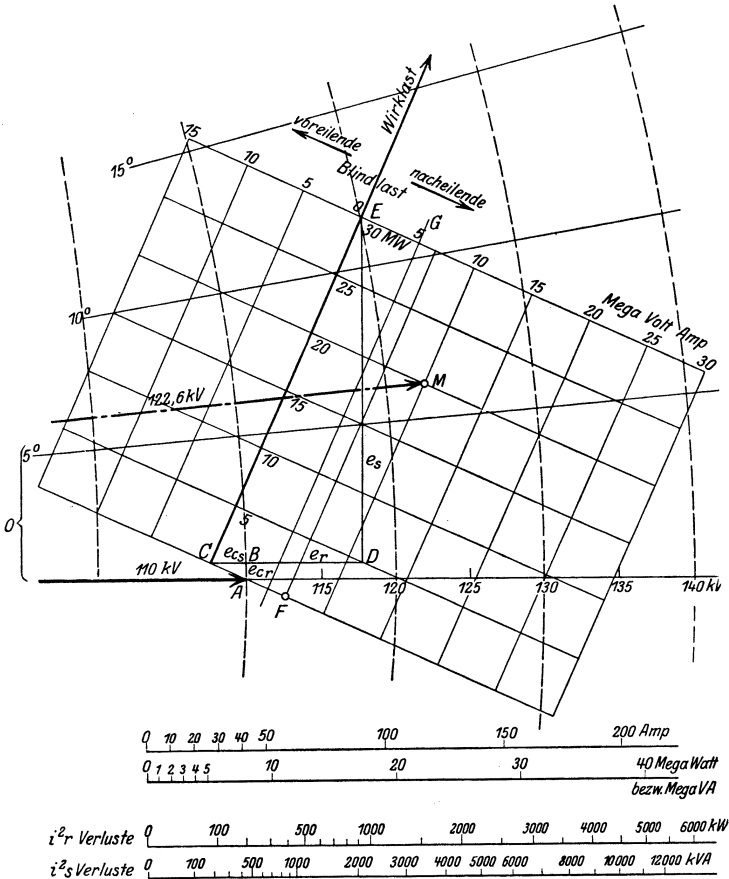 Wirklast
voreilende
Blindlast
nacheilende
15 10 5 0 E 5 G 10 15 20 25 30
Mega Volt Amp
15°
10°
5°
0
30 MW
25
20
15
10
5
122,6 kV
M
es
C ecs B er D
ecr
110 kV
A F 115 120 125 130 135 140 kV
0 10 20 30 40 50 100 150 200 Amp
0 1 2 3 4 5 10 20 30 40 Mega Watt
bezw. Mega VA
i²r Verluste 0 100 500 1000 2000 3000 4000 5000 6000 kW
i²s Verluste 0 100 500 1000 2000 3000 4000 5000 6000 8000 10000 12000 kVA